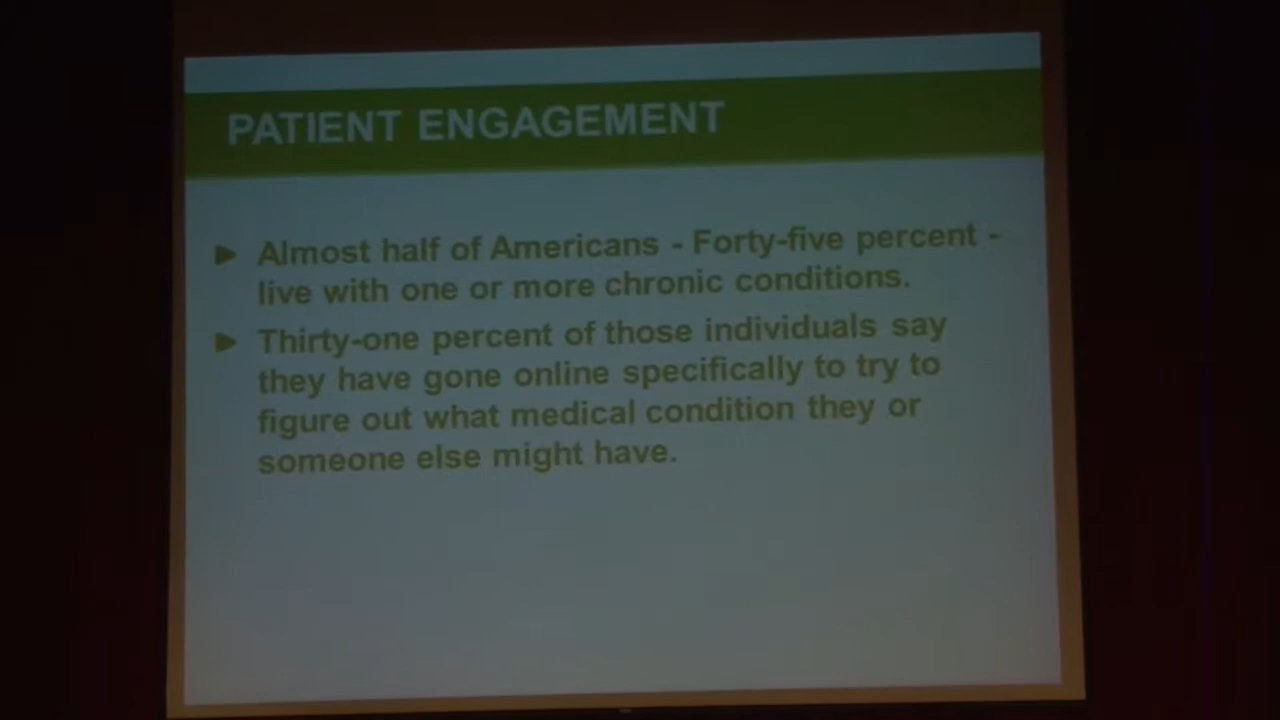 PATIENT ENGAGEMENT
Almost half of Americans - Forty-five percent -
live with one or more chronic conditions.
Thirty-one percent of those individuals say
they have gone online specifically to try to
figure out what medical condition they or
someone else might have.